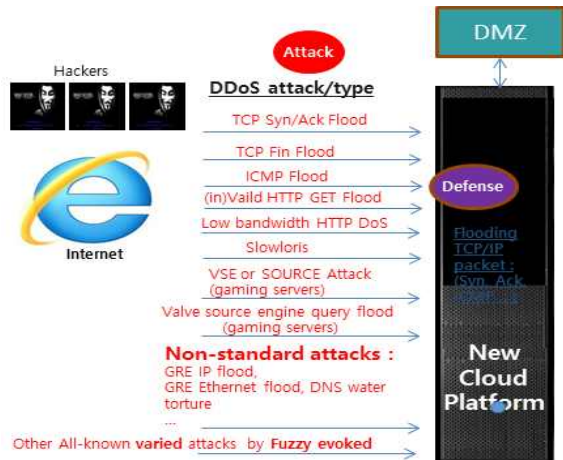 Attack
DMZ
Hackers
DDoS attack/type
TCP Syn/Ack Flood
TCP Fin Flood
ICMP Flood
(in)Vaild HTTP GET Flood
Low bandwidth HTTP DoS
Slowloris
VSE or SOURCE Attack
(gaming servers)
Valve source engine query flood
(gaming servers)
Non-standard attacks :
GRE IP flood,
GRE Ethernet flood, DNS water
torture
...
Other All-known varied attacks by Fuzzy evoked
Internet
Defense
Flooding
TCP/IP
packet :
(Syn, Ack
New
Cloud
Platform